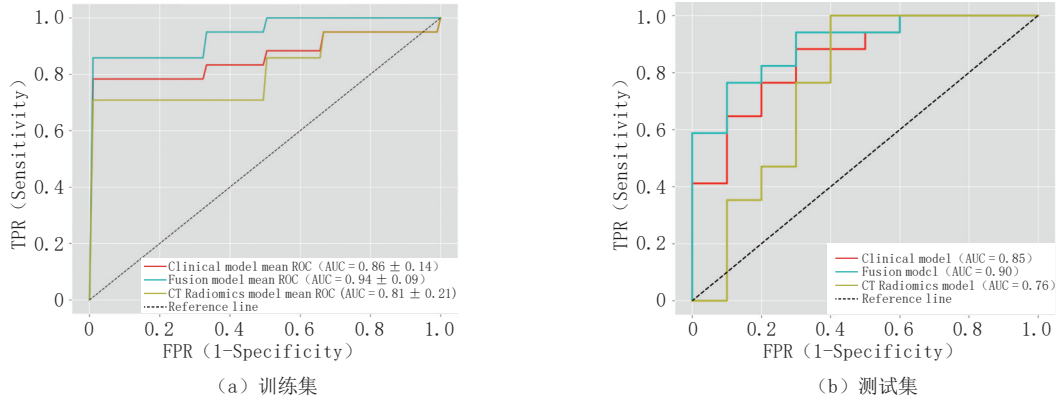 1.0
0.8
0.6
0.4
0.2
0
TPR (Sensitivity)
Clinical model mean ROC (AUC = 0.86 ± 0.14)
Fusion model mean ROC (AUC = 0.94 ± 0.09)
CT Radiomics model mean ROC (AUC = 0.81 ± 0.21)
Reference line
0 0.2 0.4 0.6 0.8 1.0
FPR (1-Specificity)
(a) 训练集
1.0
0.8
0.6
0.4
0.2
0
TPR (Sensitivity)
Clinical model (AUC = 0.85)
Fusion modcl (AUC = 0.90)
CT Radiomics model (AUC = 0.76)
Reference line
0 0.2 0.4 0.6 0.8 1.0
FPR (1-Specificity)
(b) 测试集